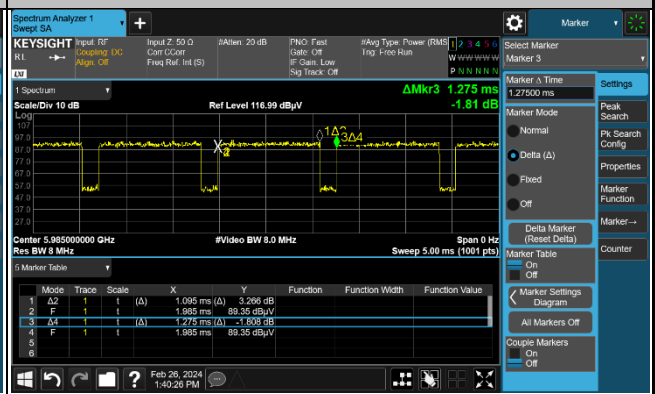 Spectrum Analyzer 1
Swept SA
Marker
KEYSIGHT Input: RF
RL
Coupling: DC
Align: Off
LXI
Input Z: 50 Ω
Corr CCorr
Freq Ref: Int (S)
#Atten: 20 dB
PNO: Fast
Gate: Off
IF Gain: Low
Sig Track: Off
#Avg Type: Power (RMS
Trig: Free Run
1 2 3 4 5 6
W W W W W W
P N N N N N
Select Marker
Marker 3
1 Spectrum
Scale/Div 10 dB
Log
Ref Level 116.99 dBµV
ΔMkr3 1.275 ms
-1.81 dB
107
97.0
87.0
77.0
67.0
57.0
47.0
37.0
27.0
3Δ4
Center 5.985000000 GHz
Res BW 8 MHz
#Video BW 8.0 MHz
Span 0 Hz
Sweep 5.00 ms (1001 pts)
5 Marker Table
Mode Trace Scale X Y Function Function Width Function Value
1 Δ2 1 t (Δ) 1.095 ms (Δ) 3.266 dB
2 F 1 t 1.985 ms 89.35 dBµV
3 Δ4 1 t (Δ) 1.275 ms (Δ) -1.808 dB
4 F 1 t 1.985 ms 89.35 dBµV
5
6
Marker Δ Time
1.27500 ms
Marker Mode
Normal
Delta (Δ)
Fixed
Off
Delta Marker
(Reset Delta)
Marker Table
On
Off
Marker Settings
Diagram
All Markers Off
Couple Markers
On
Off
Settings
Peak
Search
Pk Search
Config
Properties
Marker
Function
Marker→
Counter
Feb 26, 2024
1:40:26 PM